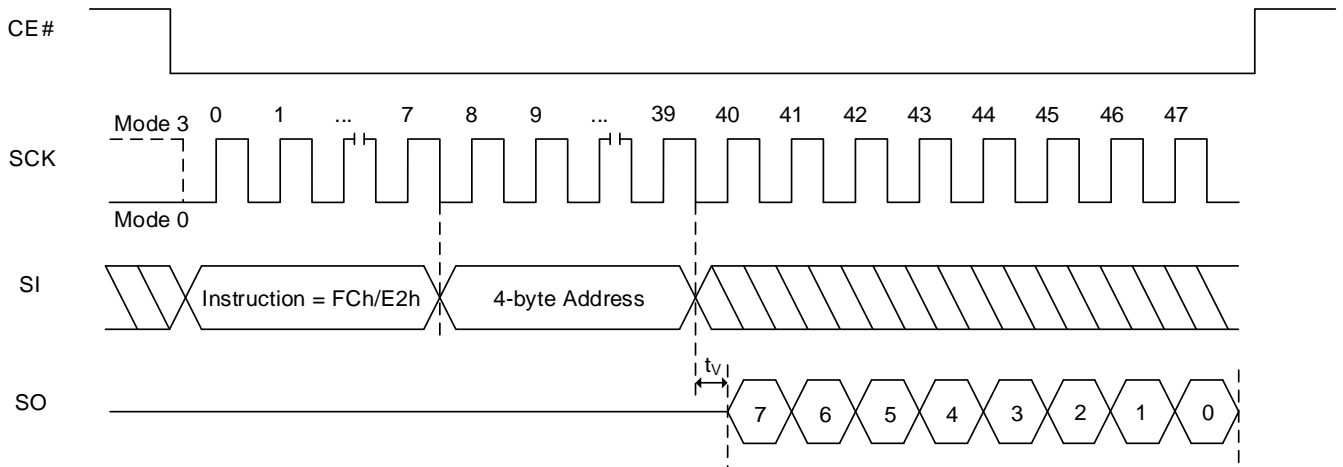 CE#
0 1 ... 7 8 9 ... 39 40 41 42 43 44 45 46 47
Mode 3
SCK
Mode 0
SI
Instruction = FCh/E2h
4-byte Address
tV
SO
7 6 5 4 3 2 1 0